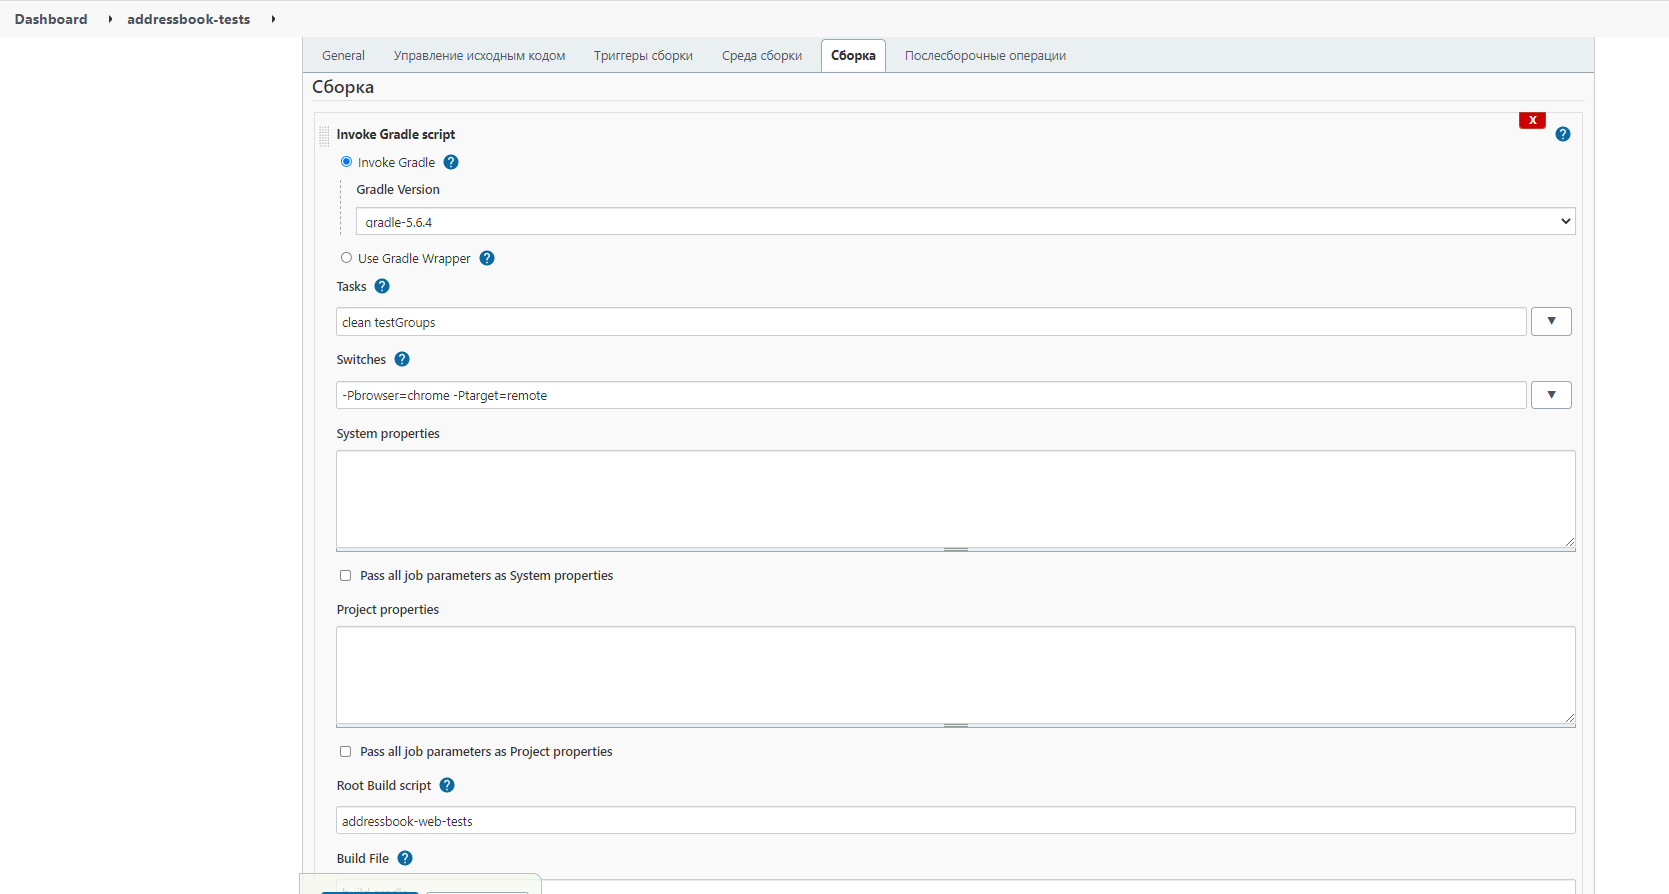 Dashboard addressbook-tests
General Управление исходным кодом Триггеры сборки Среда сборки Сборка Послесборочные операции
Сборка
X
Invoke Gradle script ?
Invoke Gradle ?
Gradle Version
gradle-5.6.4
Use Gradle Wrapper ?
Tasks ?
clean testGroups
Switches ?
-Pbrowser=chrome -Ptarget=remote
System properties
Pass all job parameters as System properties
Project properties
Pass all job parameters as Project properties
Root Build script ?
addressbook-web-tests
Build File ?